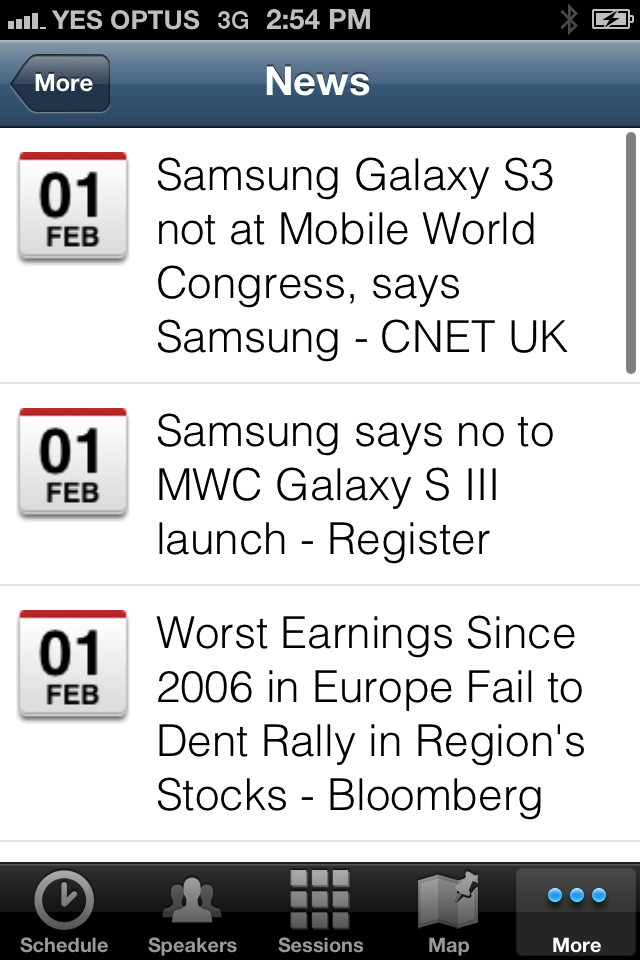 YES OPTUS 3G 2:54 PM
More
News
01
FEB
Samsung Galaxy S3
not at Mobile World
Congress, says
Samsung - CNET UK
01
FEB
Samsung says no to
MWC Galaxy S III
launch - Register
01
FEB
Worst Earnings Since
2006 in Europe Fail to
Dent Rally in Region's
Stocks - Bloomberg
Schedule
Speakers
Sessions
Map
More